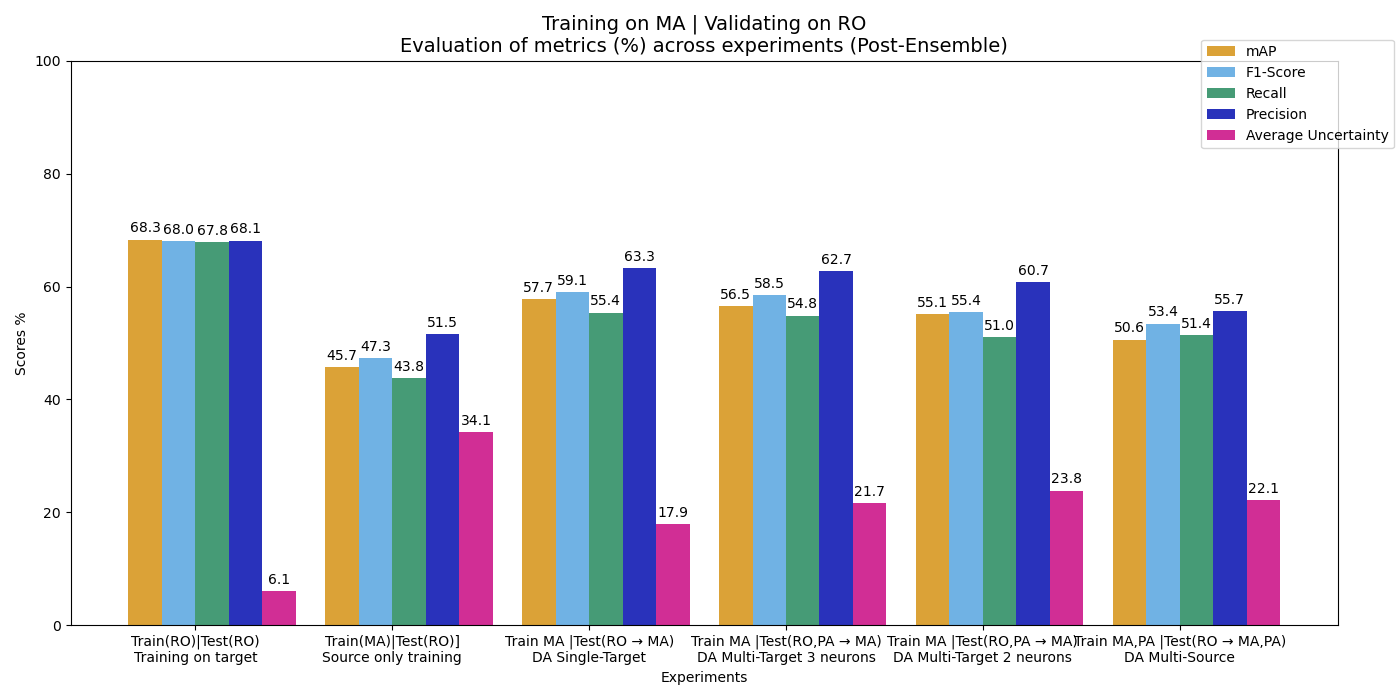 Training on MA | Validating on RO
Evaluation of metrics (%) across experiments (Post-Ensemble)
mAP
F1-Score
Recall
Precision
Average Uncertainty
Scores %
100
80
60
40
20
0
68.3 68.0 67.8 68.1 6.1
45.7 47.3 43.8 51.5 34.1
57.7 59.1 55.4 63.3 17.9
56.5 58.5 54.8 62.7 21.7
55.1 55.4 51.0 60.7 23.8
50.6 53.4 51.4 55.7 22.1
Train(RO)|Test(RO)
Training on target
Train(MA)|Test(RO)]
Source only training
Train MA |Test(RO → MA)
DA Single-Target
Train MA |Test(RO,PA → MA)
DA Multi-Target 3 neurons
Train MA |Test(RO,PA → MA)
DA Multi-Target 2 neurons
Train MA,PA |Test(RO → MA,PA)
DA Multi-Source
Experiments